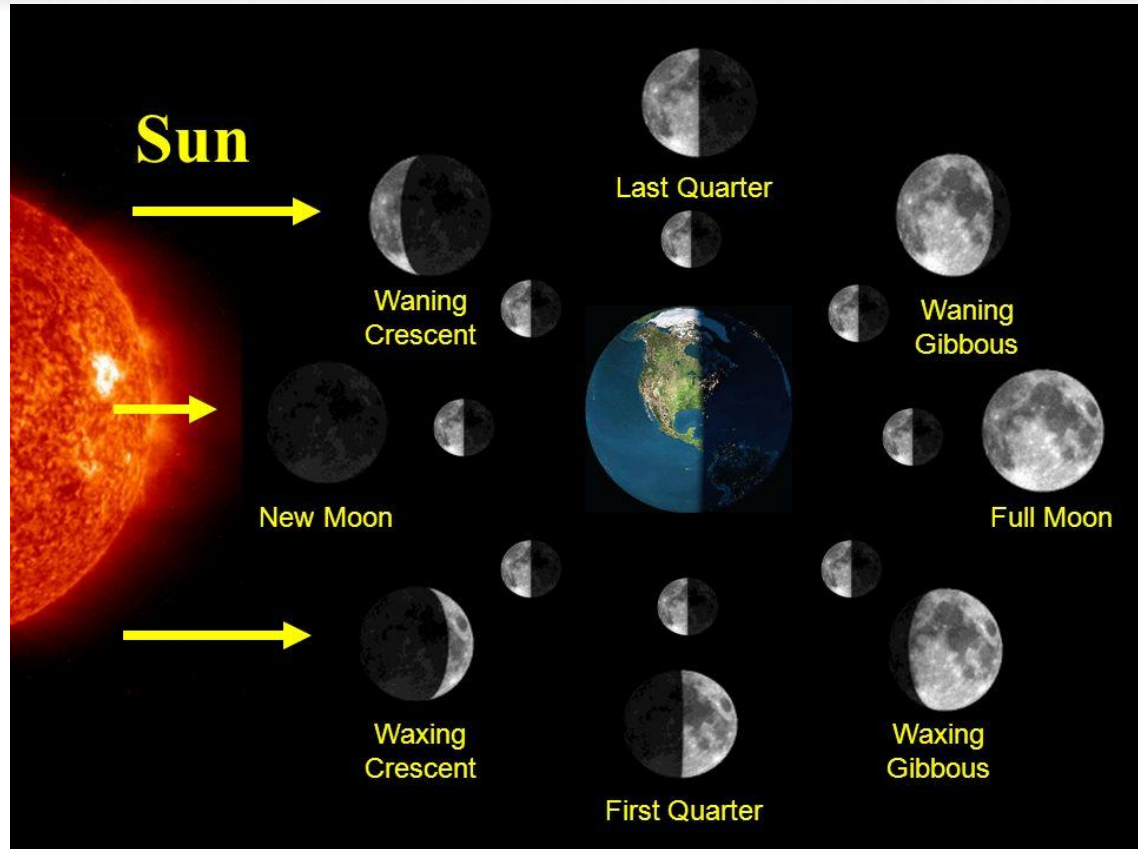 Sun
Last Quarter
Waning
Crescent
Waning
Gibbous
New Moon
Full Moon
Waxing
Crescent
Waxing
Gibbous
First Quarter